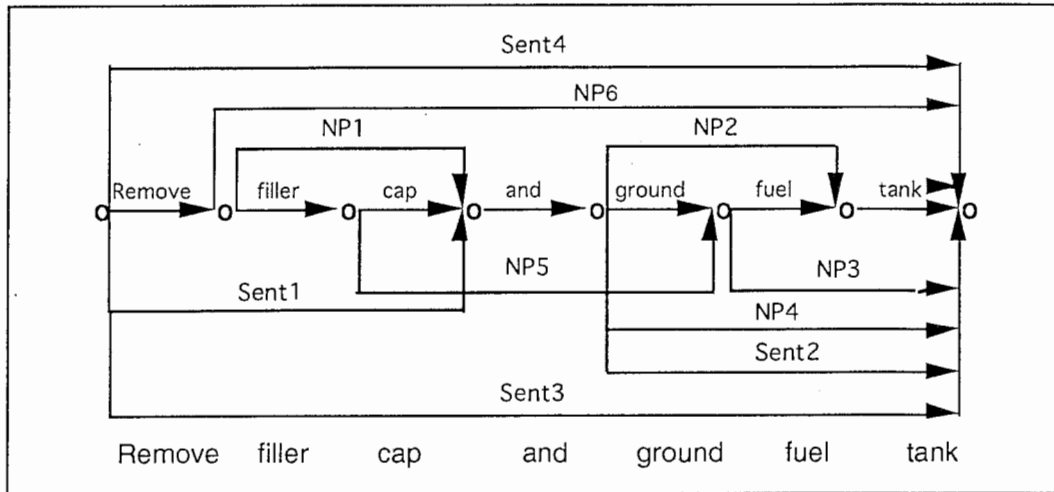 Sent4
NP6
NP1 NP2
Remove filler cap and ground fuel tank
o o o o o o o o
NP5 NP3
Sent1
NP4
Sent2
Sent3
Remove filler cap and ground fuel tank